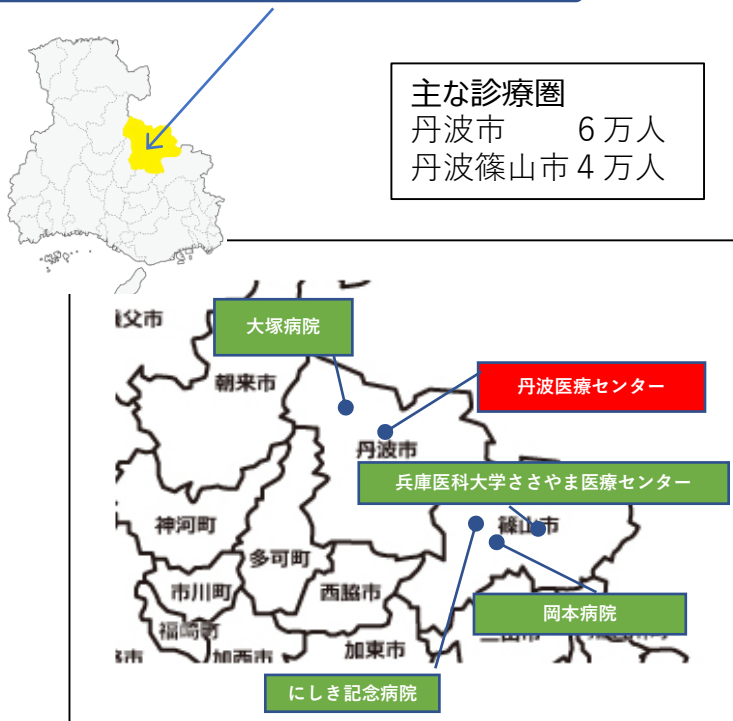 主な診療圏
丹波市　　6万人
丹波篠山市4万人
大塚病院
朝来市
丹波医療センター
丹波市
兵庫医科大学ささやま医療センター
神河町
篠山市
多可町
市川町
西脇市
岡本病院
福崎町
加西市
加東市
にしき記念病院